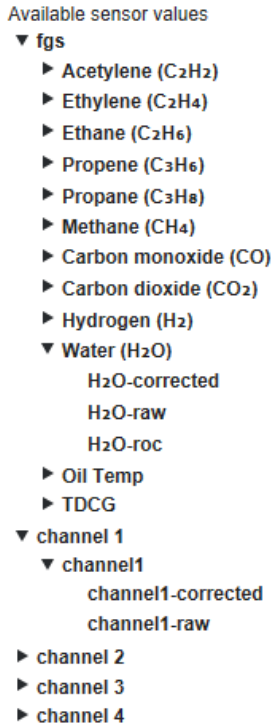 Available sensor values
fgs
Acetylene (C₂H₂)
Ethylene (C₂H₄)
Ethane (C₂H₆)
Propene (C₃H₆)
Propane (C₃H₈)
Methane (CH₄)
Carbon monoxide (CO)
Carbon dioxide (CO₂)
Hydrogen (H₂)
Water (H₂O)
H₂O-corrected
H₂O-raw
H₂O-roc
Oil Temp
TDCG
channel 1
channel1
channel1-corrected
channel1-raw
channel 2
channel 3
channel 4